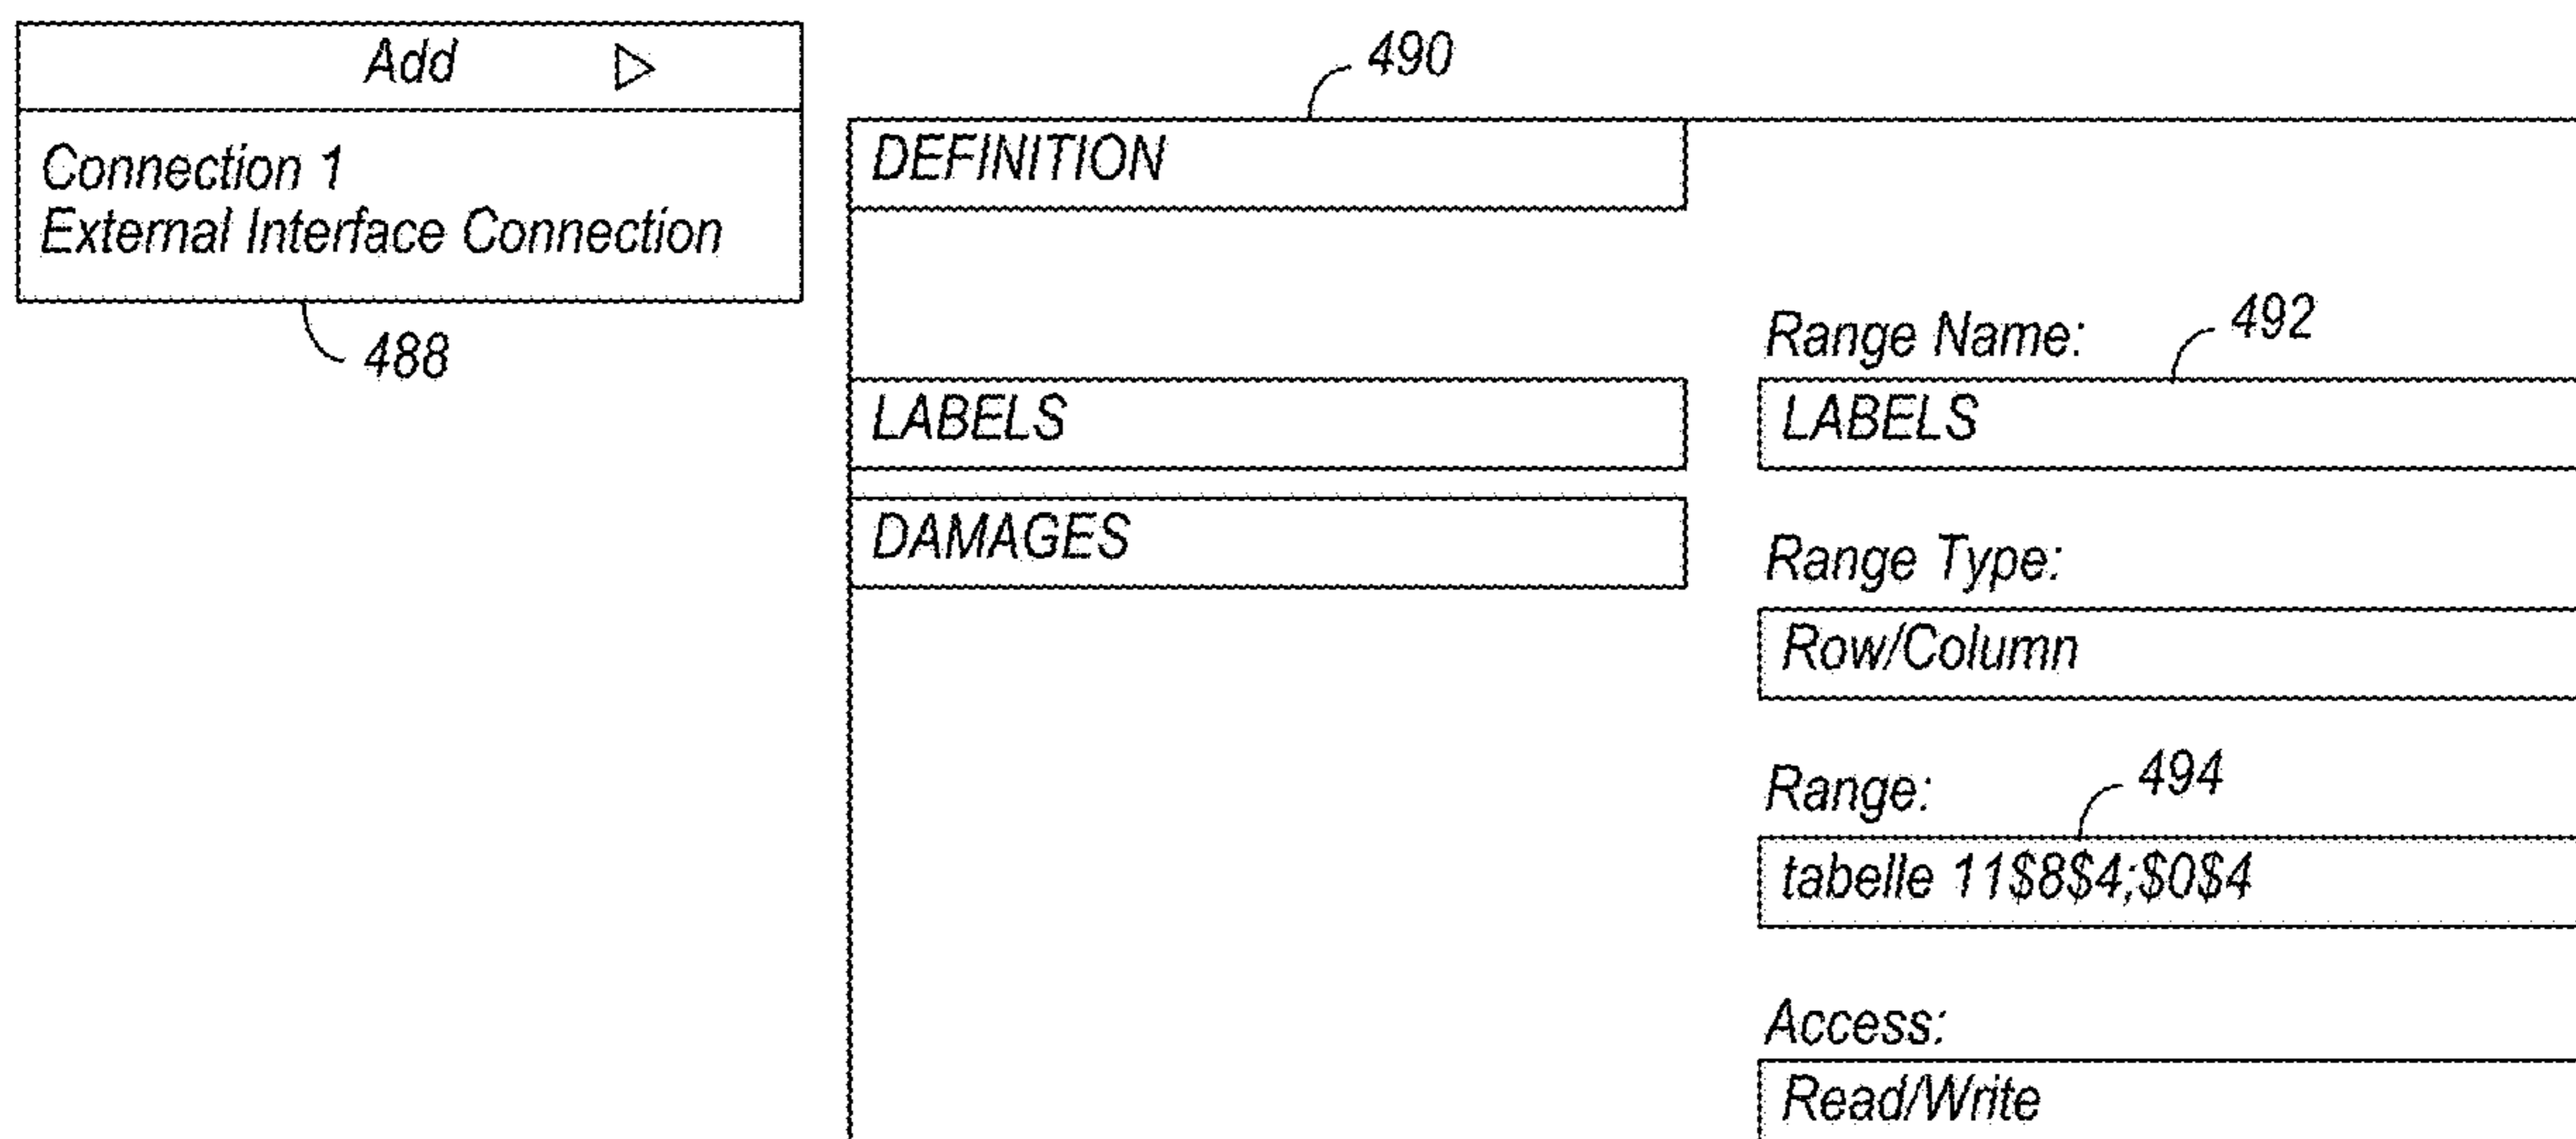 Add
Connection 1
External Interface Connection
488
490
DEFINITION
LABELS
DAMAGES
Range Name:
492
LABELS
Range Type:
Row/Column
Range:
494
tabelle 11$8$4;$0$4
Access:
Read/Write